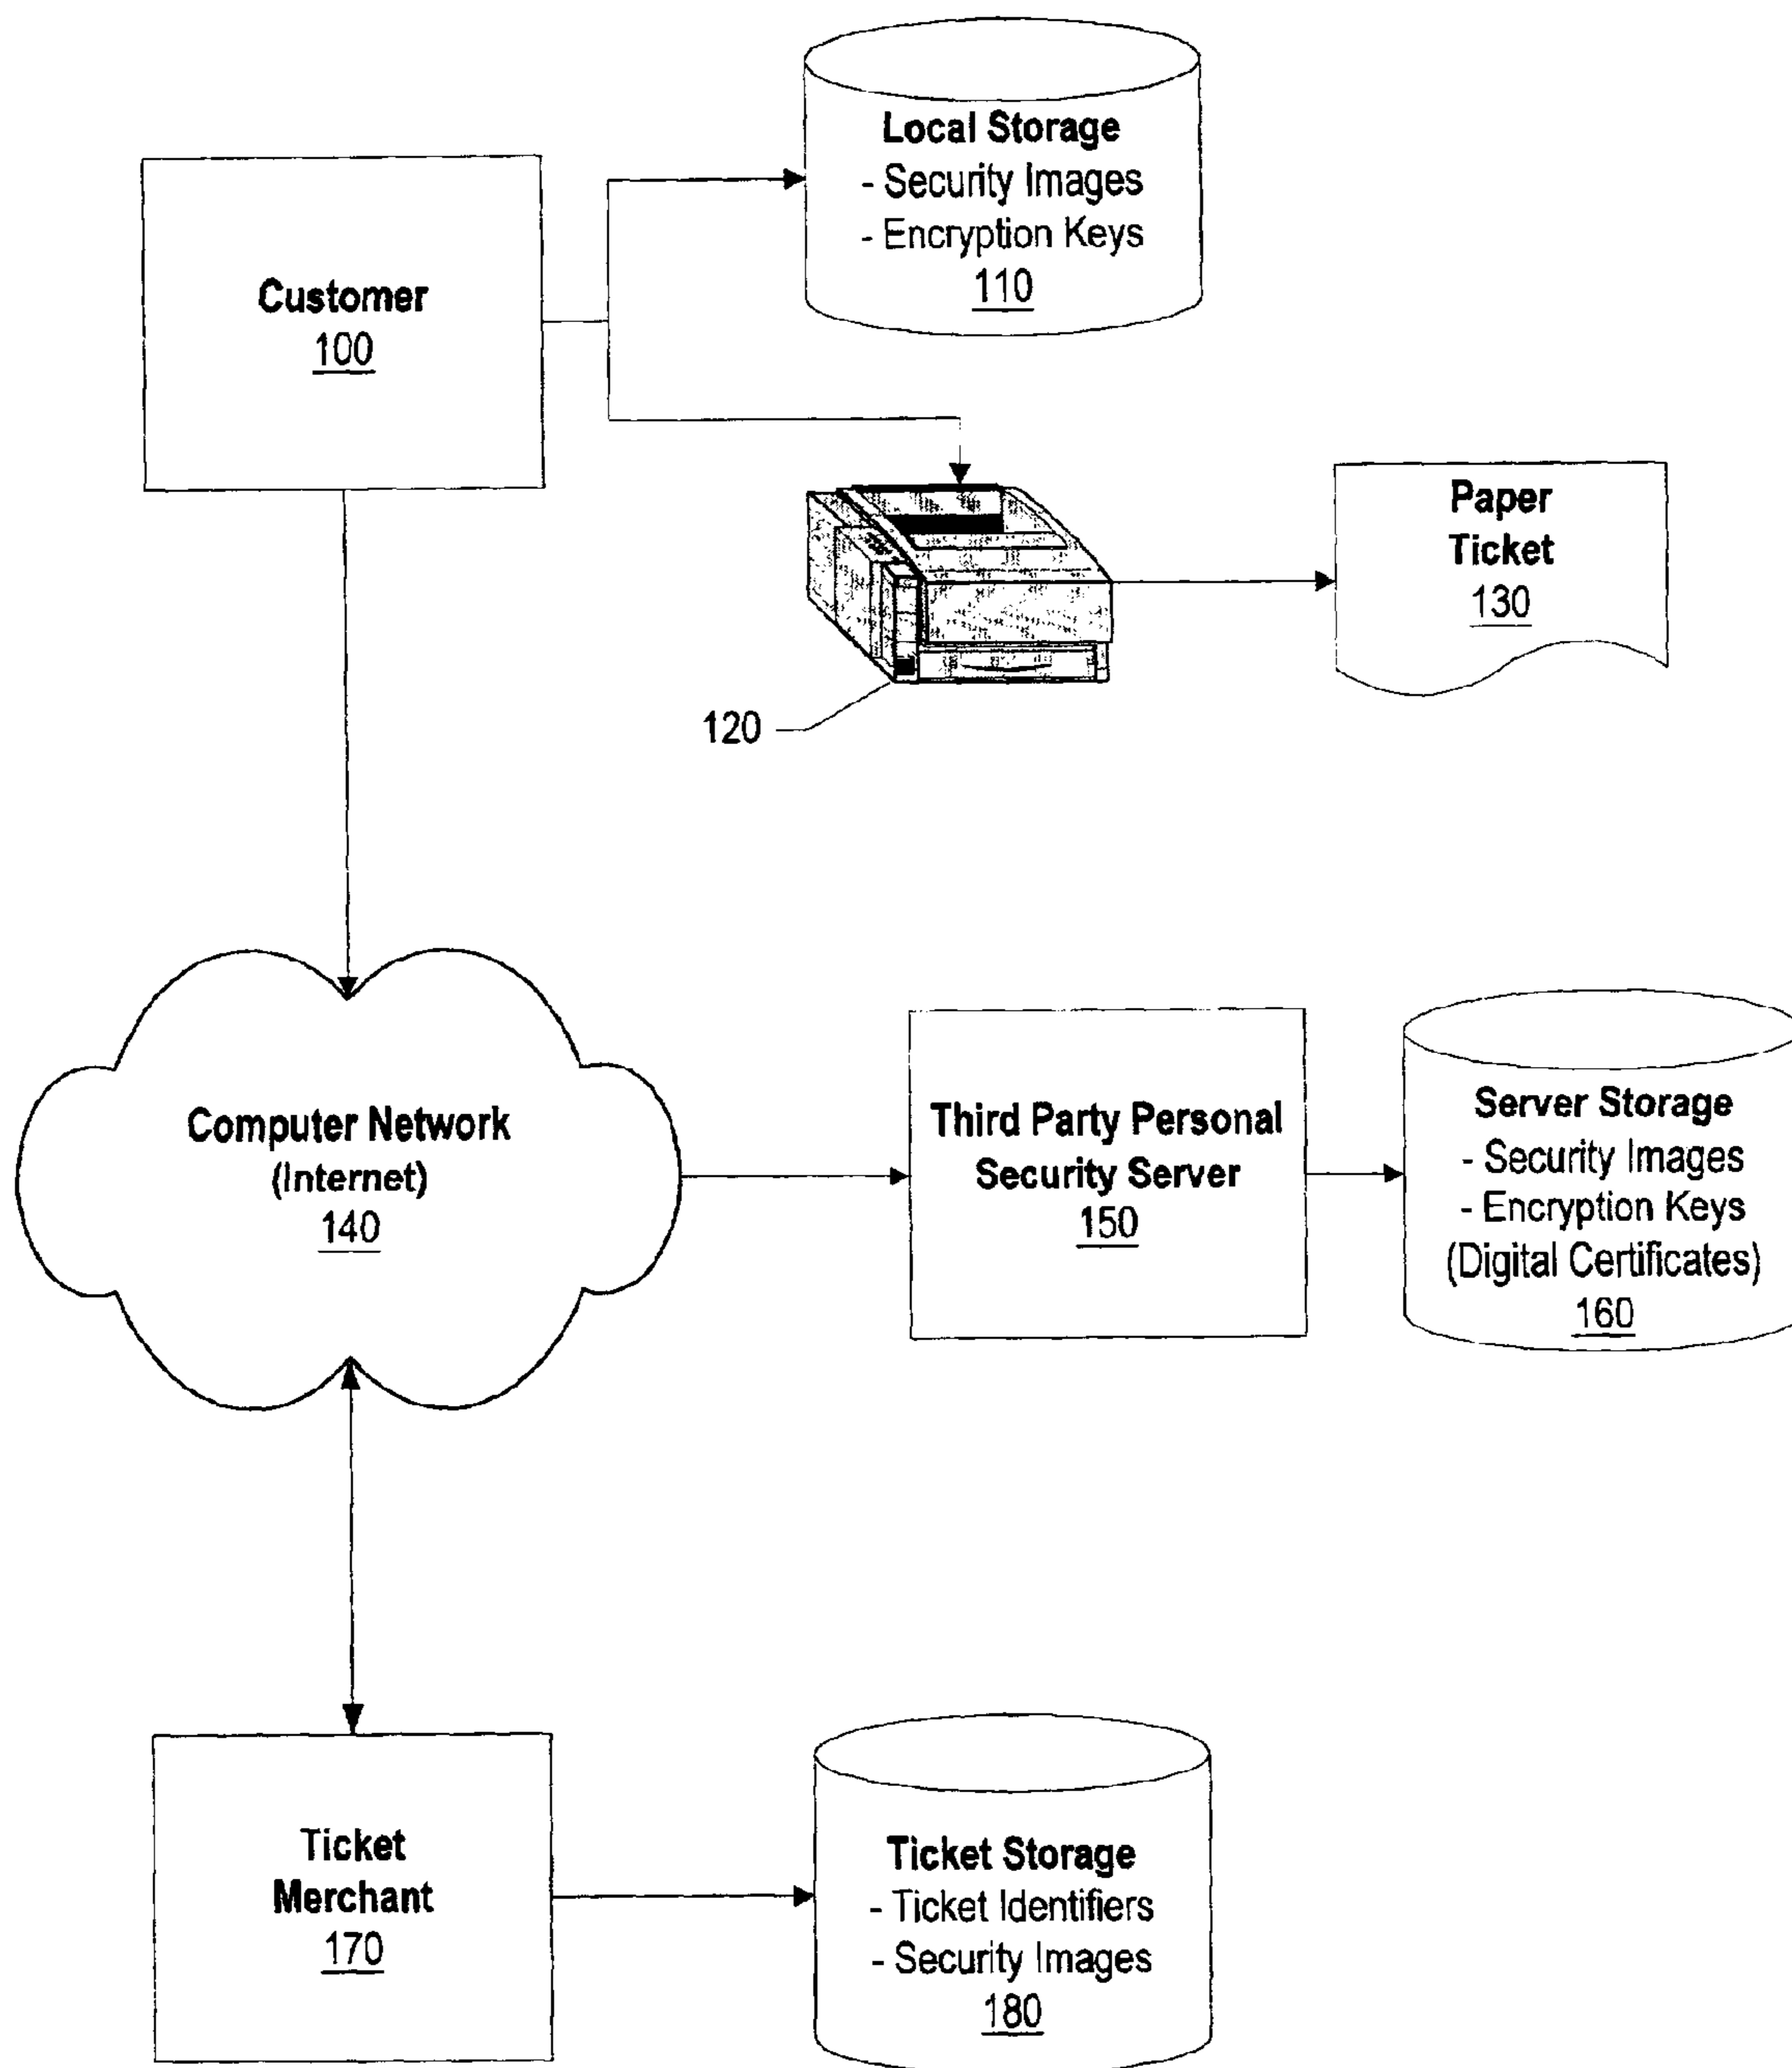 Local Storage
- Security Images
- Encryption Keys
110
Customer
100
Paper
Ticket
130
120
Computer Network
(Internet)
140
Third Party Personal
Security Server
150
Server Storage
- Security Images
- Encryption Keys
(Digital Certificates)
160
Ticket
Merchant
170
Ticket Storage
- Ticket Identifiers
- Security Images
180